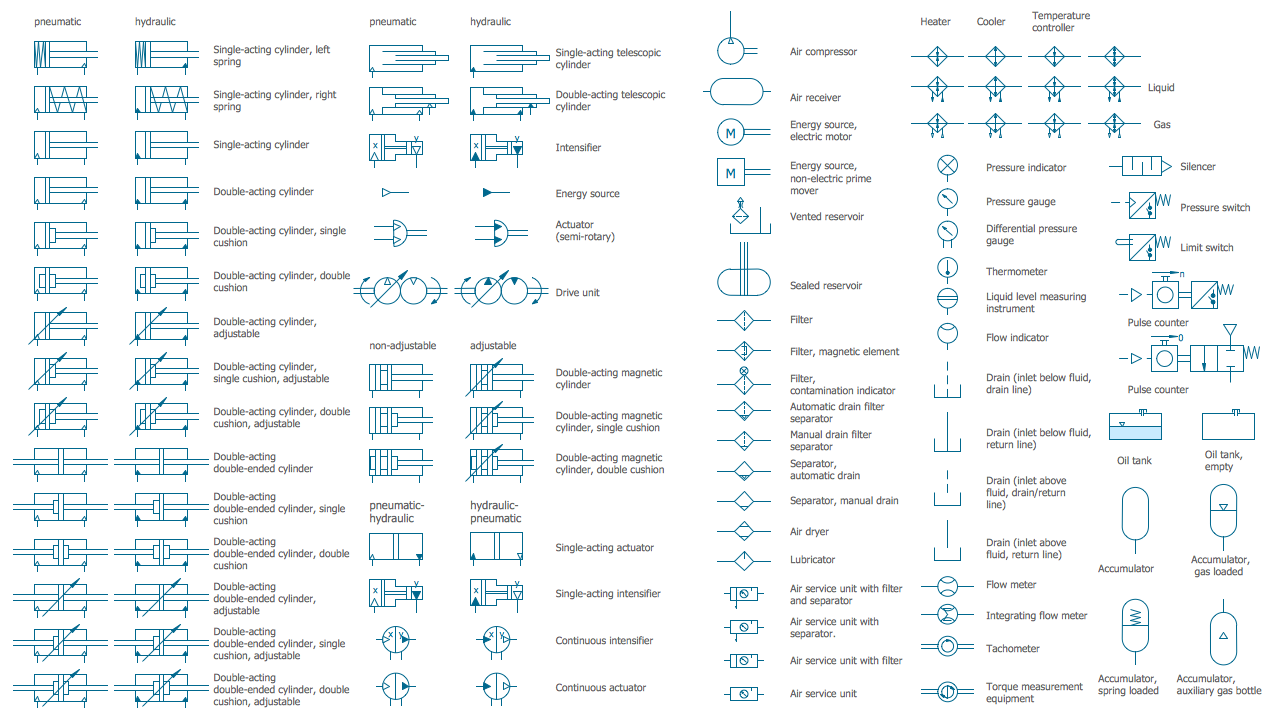 pneumatic
hydraulic
Single-acting cylinder, left
spring
Single-acting cylinder, right
spring
Single-acting cylinder
Double-acting cylinder
Double-acting cylinder, single
cushion
Double-acting cylinder, double
cushion
Double-acting cylinder,
adjustable
Double-acting cylinder,
single cushion, adjustable
Double-acting cylinder, double
cushion, adjustable
Double-acting
double-ended cylinder
Double-acting
double-ended cylinder, single
cushion
Double-acting
double-ended cylinder, double
cushion
Double-acting
double-ended cylinder,
adjustable
Double-acting
double-ended cylinder, single
cushion, adjustable
Double-acting
double-ended cylinder, double
cushion, adjustable
pneumatic
hydraulic
Single-acting telescopic
cylinder
Double-acting telescopic
cylinder
x
y
x
y
Intensifier
Energy source
Actuator
(semi-rotary)
Drive unit
non-adjustable
adjustable
Double-acting magnetic
cylinder
Double-acting magnetic
cylinder, single cushion
Double-acting magnetic
cylinder, double cushion
pneumatic-
hydraulic
hydraulic-
pneumatic
Single-acting actuator
x
y
x
y
Single-acting intensifier
x y
x y
Continuous intensifier
Continuous actuator
Air compressor
Air receiver
M
Energy source,
electric motor
M
Energy source,
non-electric prime
mover
Vented reservoir
Sealed reservoir
Filter
Filter, magnetic element
Filter,
contamination indicator
Automatic drain filter
separator
Manual drain filter
separator
Separator,
automatic drain
Separator, manual drain
Air dryer
Lubricator
Air service unit with filter
and separator
Air service unit with
separator.
Air service unit with filter
Air service unit
Heater
Cooler
Temperature
controller
Liquid
Gas
Pressure indicator
Pressure gauge
Differential pressure
gauge
Thermometer
Liquid level measuring
instrument
Flow indicator
Drain (inlet below fluid,
drain line)
Drain (inlet below fluid,
return line)
Drain (inlet above
fluid, drain/return
line)
Drain (inlet above
fluid, return line)
Flow meter
Integrating flow meter
Tachometer
Torque measurement
equipment
Silencer
Pressure switch
Limit switch
n
Pulse counter
0
Pulse counter
Oil tank
Oil tank,
empty
Accumulator
Accumulator,
gas loaded
Accumulator,
spring loaded
Accumulator,
auxiliary gas bottle